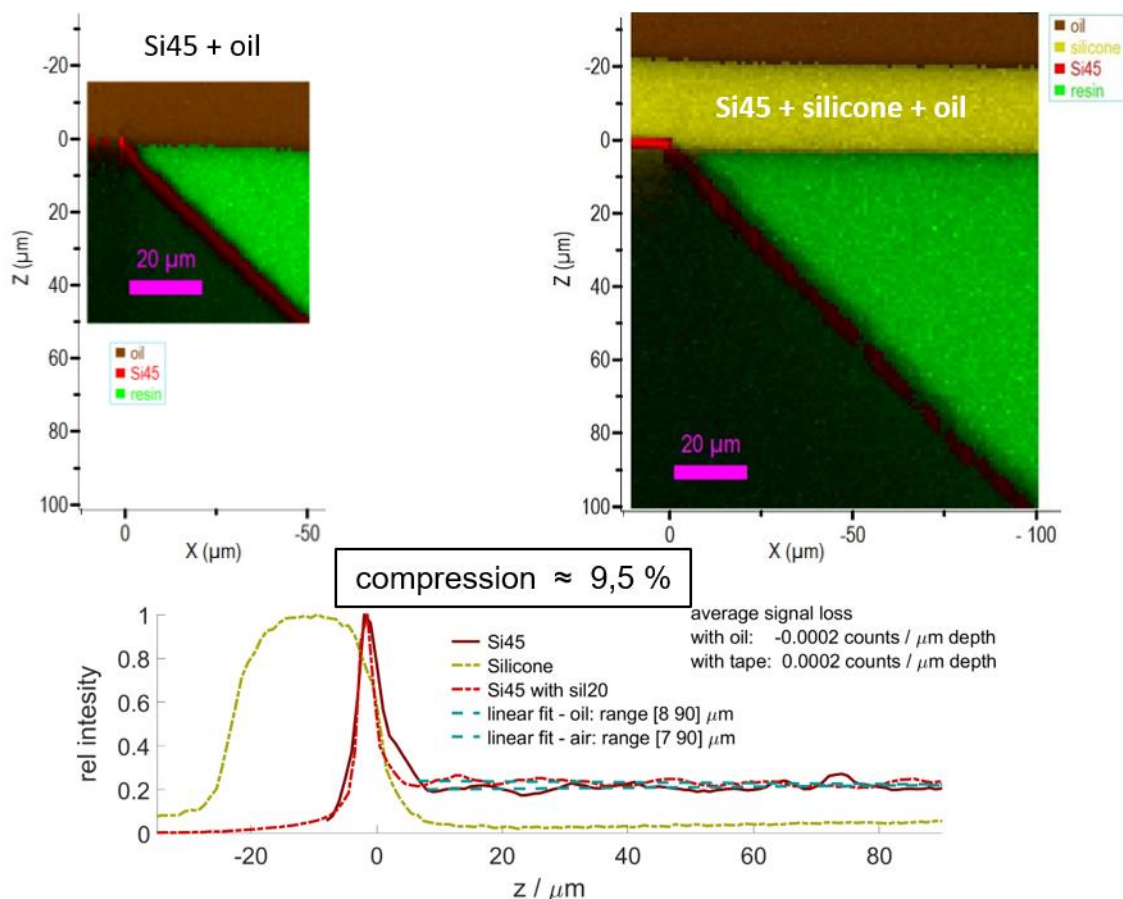 Si45 + oil
-20
0
20
40
60
80
100
Z (µm)
20 µm
oil
Si45
resin
0
-50
X (µm)
oil
silicone
Si45
resin
Si45 + silicone + oil
-20
0
20
40
60
80
100
Z (µm)
20 µm
0
-50
- 100
X (µm)
compression ≈ 9,5 %
average signal loss
with oil: -0.0002 counts / µm depth
with tape: 0.0002 counts / µm depth
Si45
Silicone
Si45 with sil20
linear fit - oil: range [8 90] µm
linear fit - air: range [7 90] µm
1
0.8
0.6
0.4
0.2
0
rel intesity
-20
0
20
40
60
80
z / µm